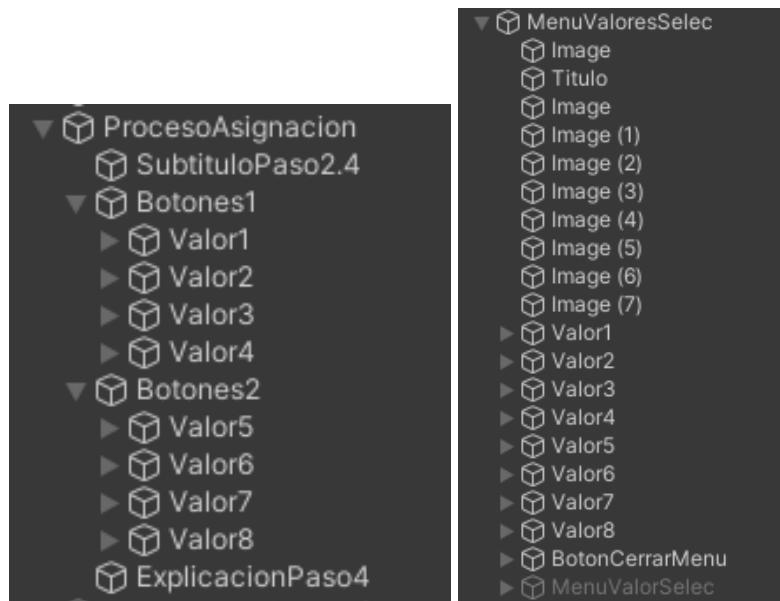 ProcesoAsignacion
SubtituloPaso2.4
Botones1
Valor1
Valor2
Valor3
Valor4
Botones2
Valor5
Valor6
Valor7
Valor8
ExplicacionPaso4
MenuValoresSelec
Image
Titulo
Image
Image (1)
Image (2)
Image (3)
Image (4)
Image (5)
Image (6)
Image (7)
Valor1
Valor2
Valor3
Valor4
Valor5
Valor6
Valor7
Valor8
BotonCerrarMenu
MenuValorSelec